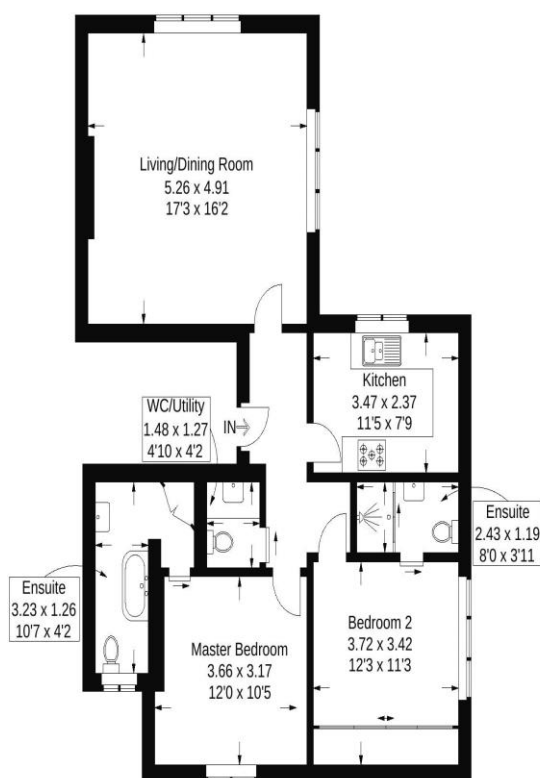 Living/Dining Room
5.26 x 4.91
17'3 x 16'2
Kitchen
3.47 x 2.37
11'5 x 7'9
WC/Utility
1.48 x 1.27
4'10 x 4'2
IN
Ensuite
2.43 x 1.19
8'0 x 3'11
Ensuite
3.23 x 1.26
10'7 x 4'2
Master Bedroom
3.66 x 3.17
12'0 x 10'5
Bedroom 2
3.72 x 3.42
12'3 x 11'3